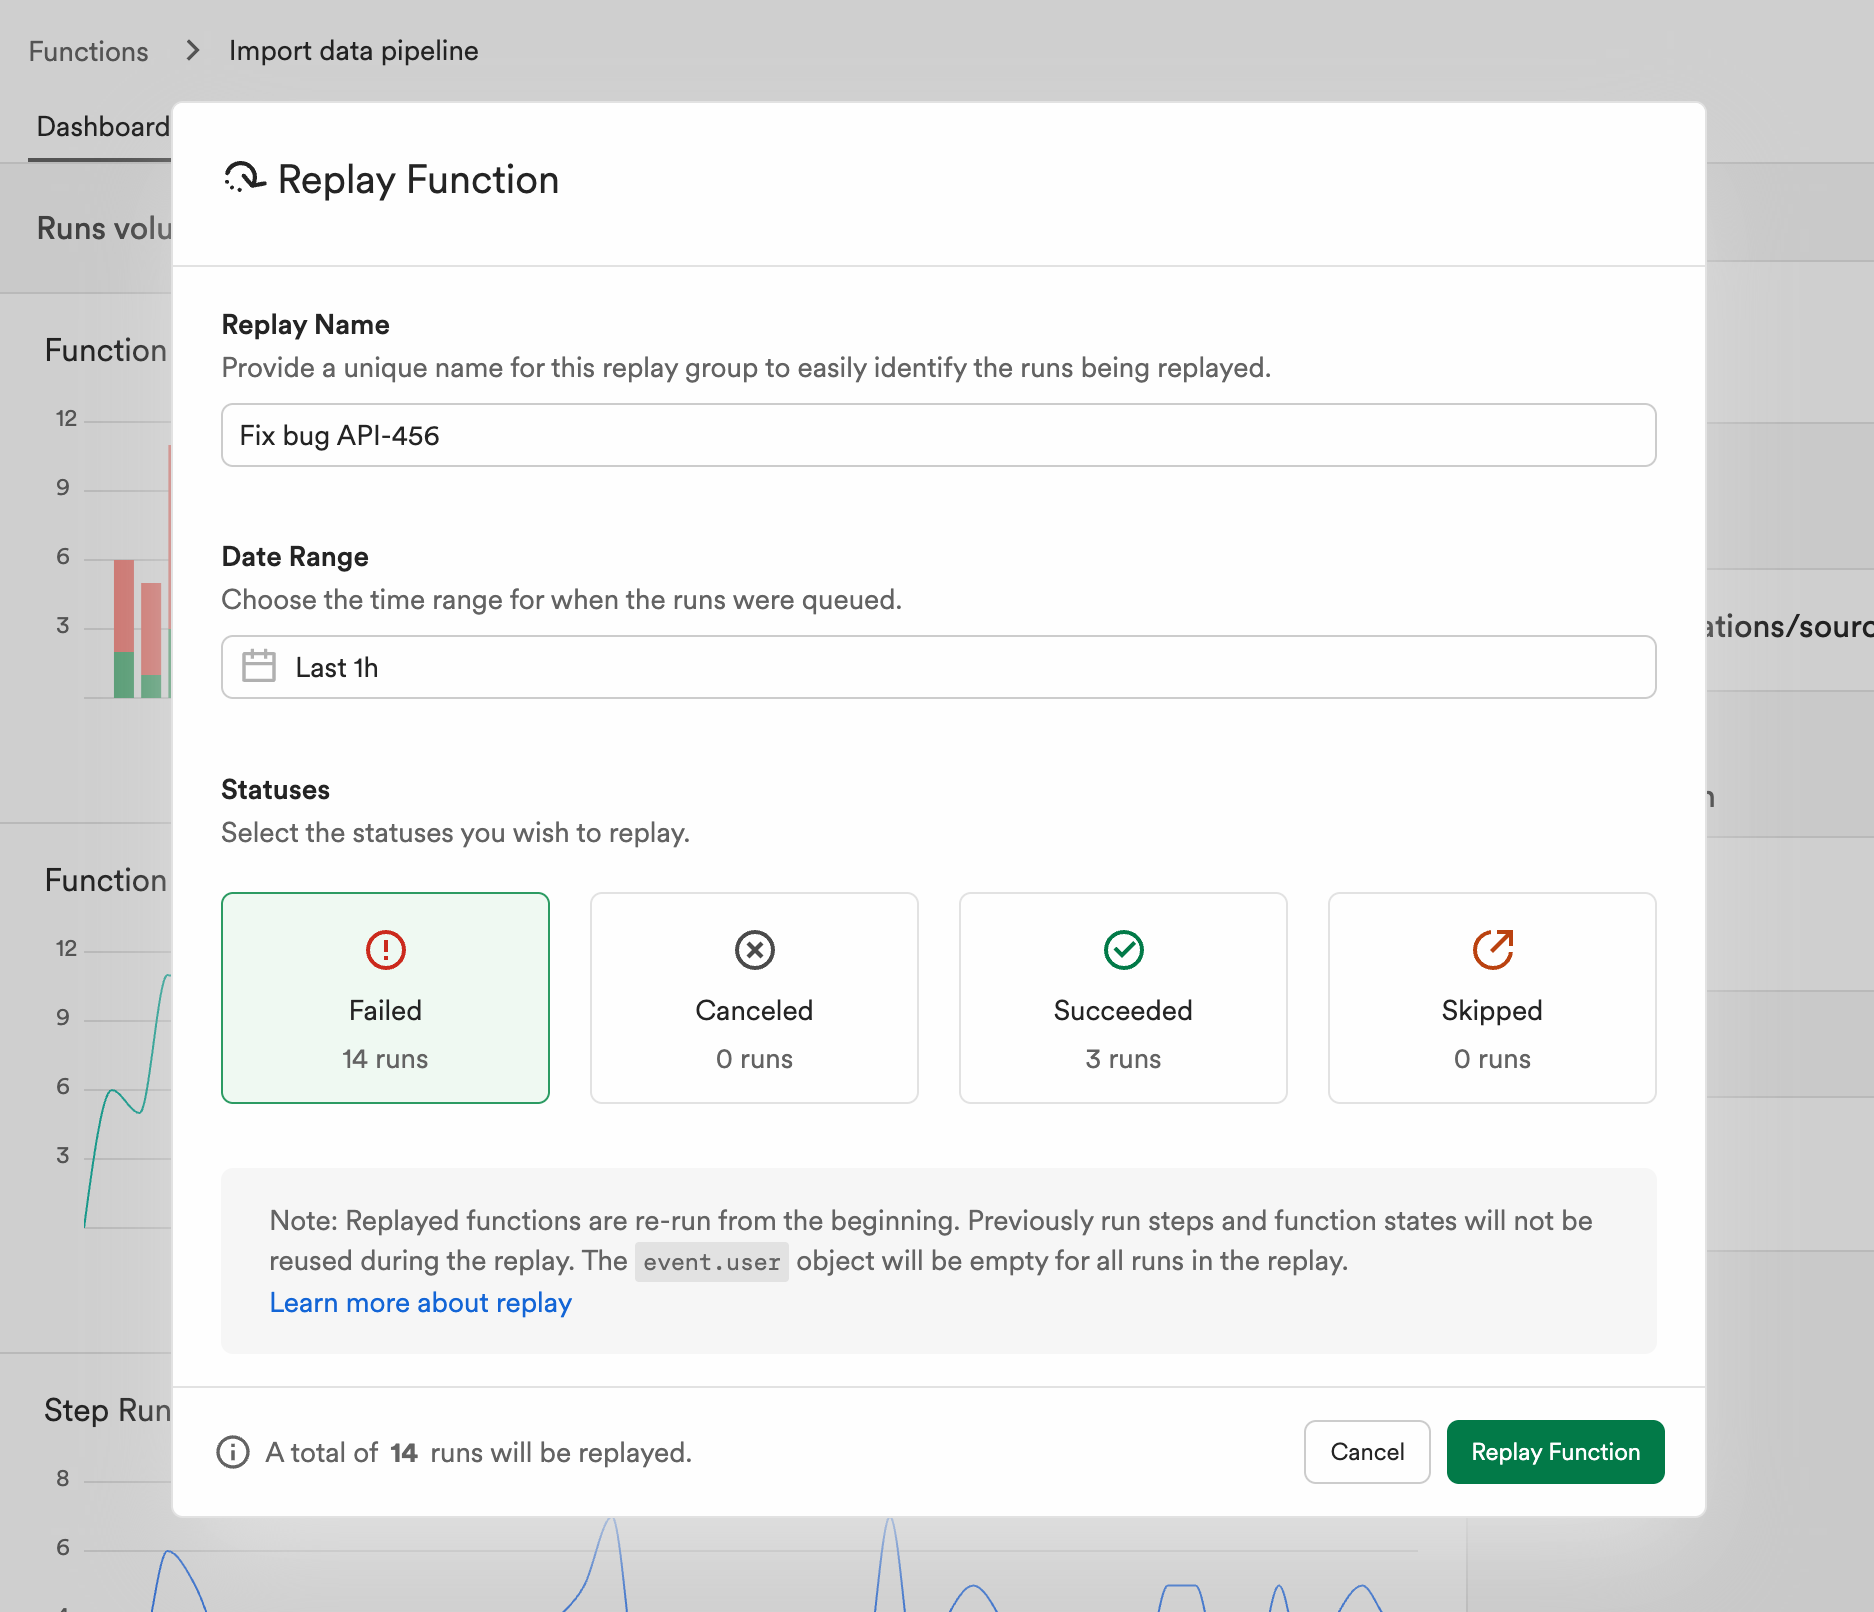 Functions > Import data pipeline
Dashboard
Replay Function
Runs volu
Replay Name
Function
Provide a unique name for this replay group to easily identify the runs being replayed.
12
Fix bug API-456
9
6
Date Range
Choose the time range for when the runs were queued.
3
ations/sourc
Last 1h
Statuses
n
Select the statuses you wish to replay.
Function
12
9
6
3
Failed
14 runs
Canceled
0 runs
Succeeded
3 runs
Skipped
0 runs
Note: Replayed functions are re-run from the beginning. Previously run steps and function states will not be
reused during the replay. The event.user object will be empty for all runs in the replay.
Learn more about replay
Step Run
A total of 14 runs will be replayed.
Cancel
Replay Function
8
6